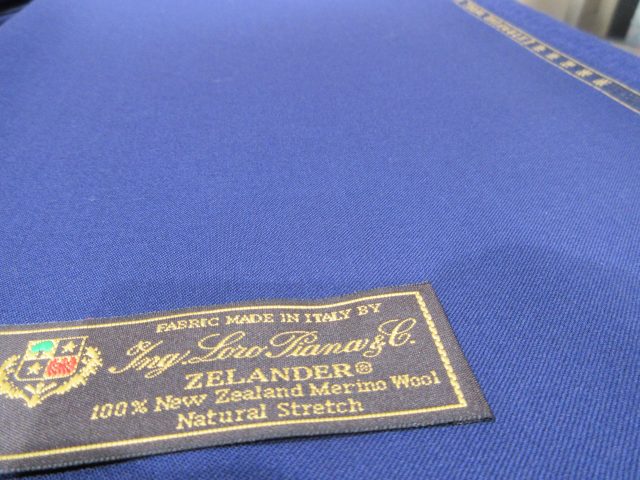 FABRIC MADE IN ITALY BY
Ing. Loro Piana & C.
ZELANDER®
100% New Zealand Merino Wool
Natural Stretch